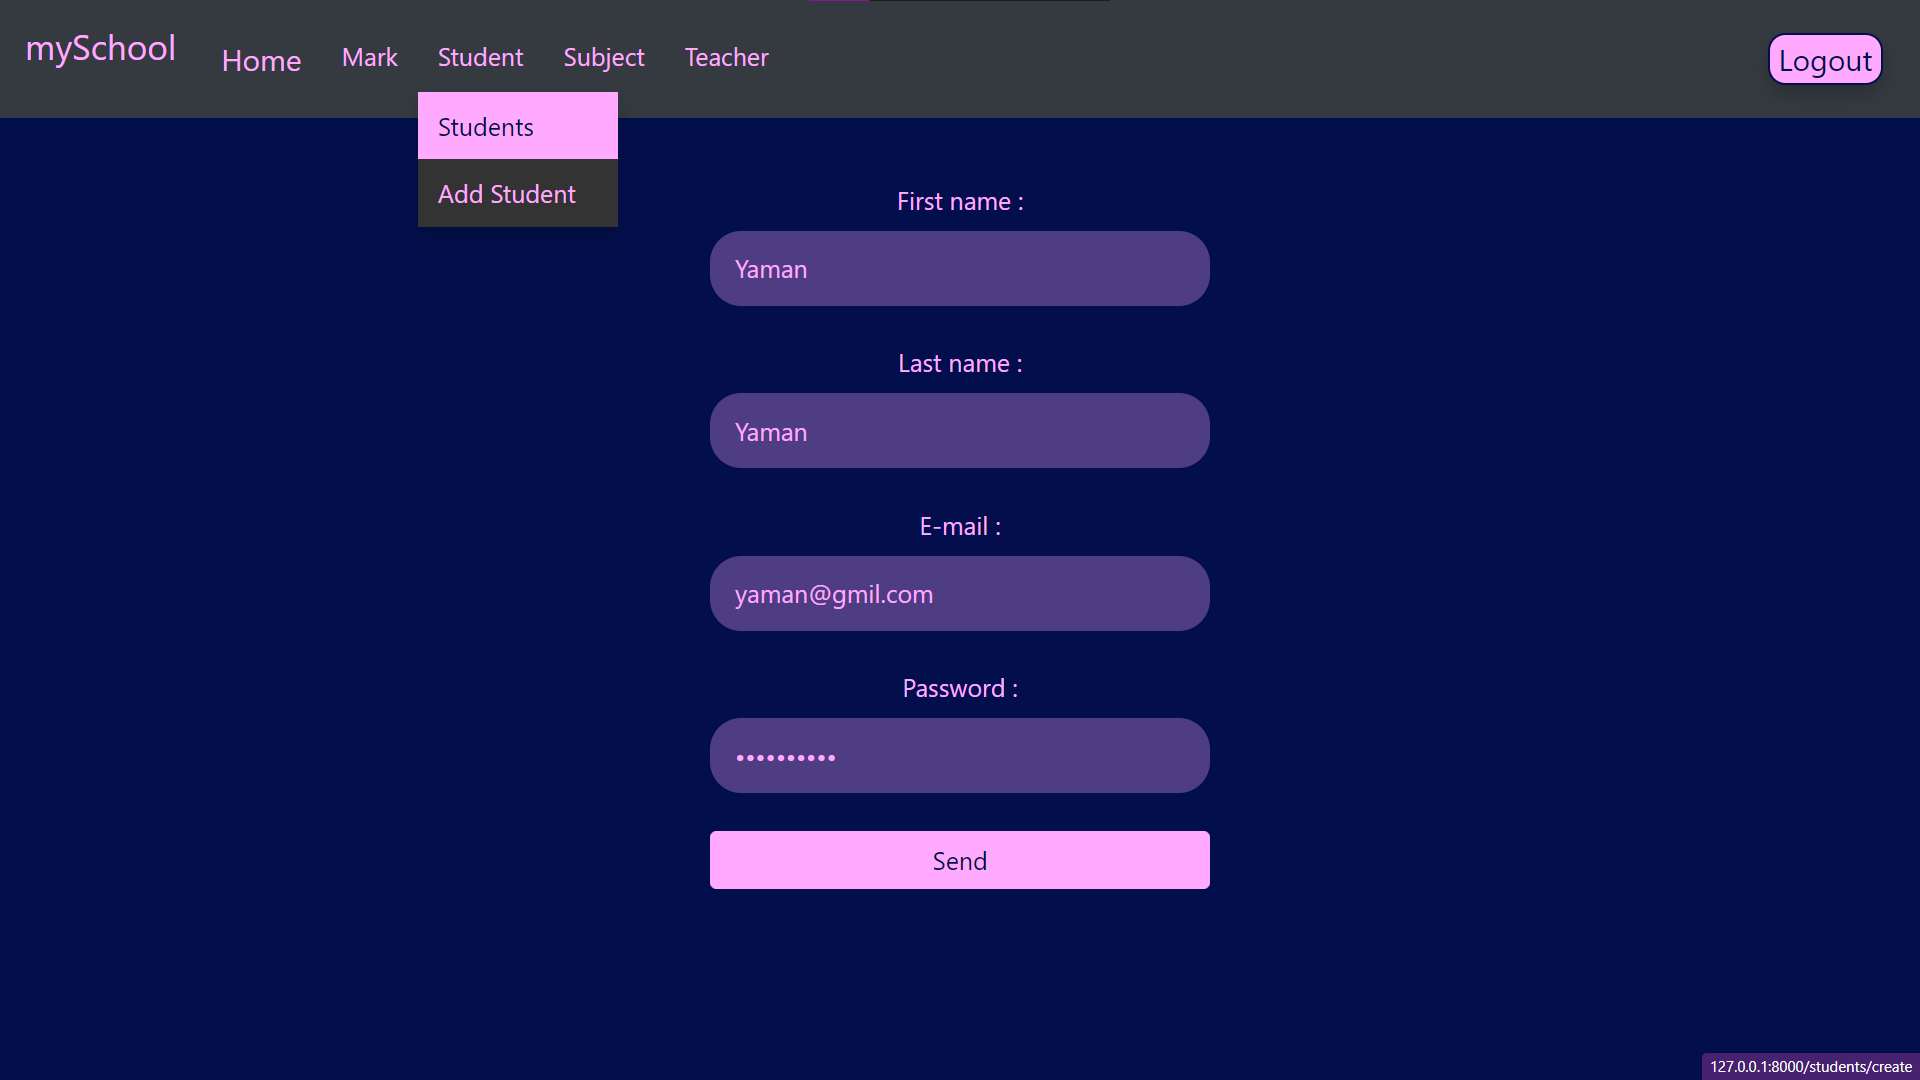 mySchool
Home
Mark
Student
Subject
Teacher
Logout
Students
Add Student
First name :
Yaman
Last name :
Yaman
E-mail :
yaman@gmil.com
Password :
••••••••••
Send
127.0.0.1:8000/students/create